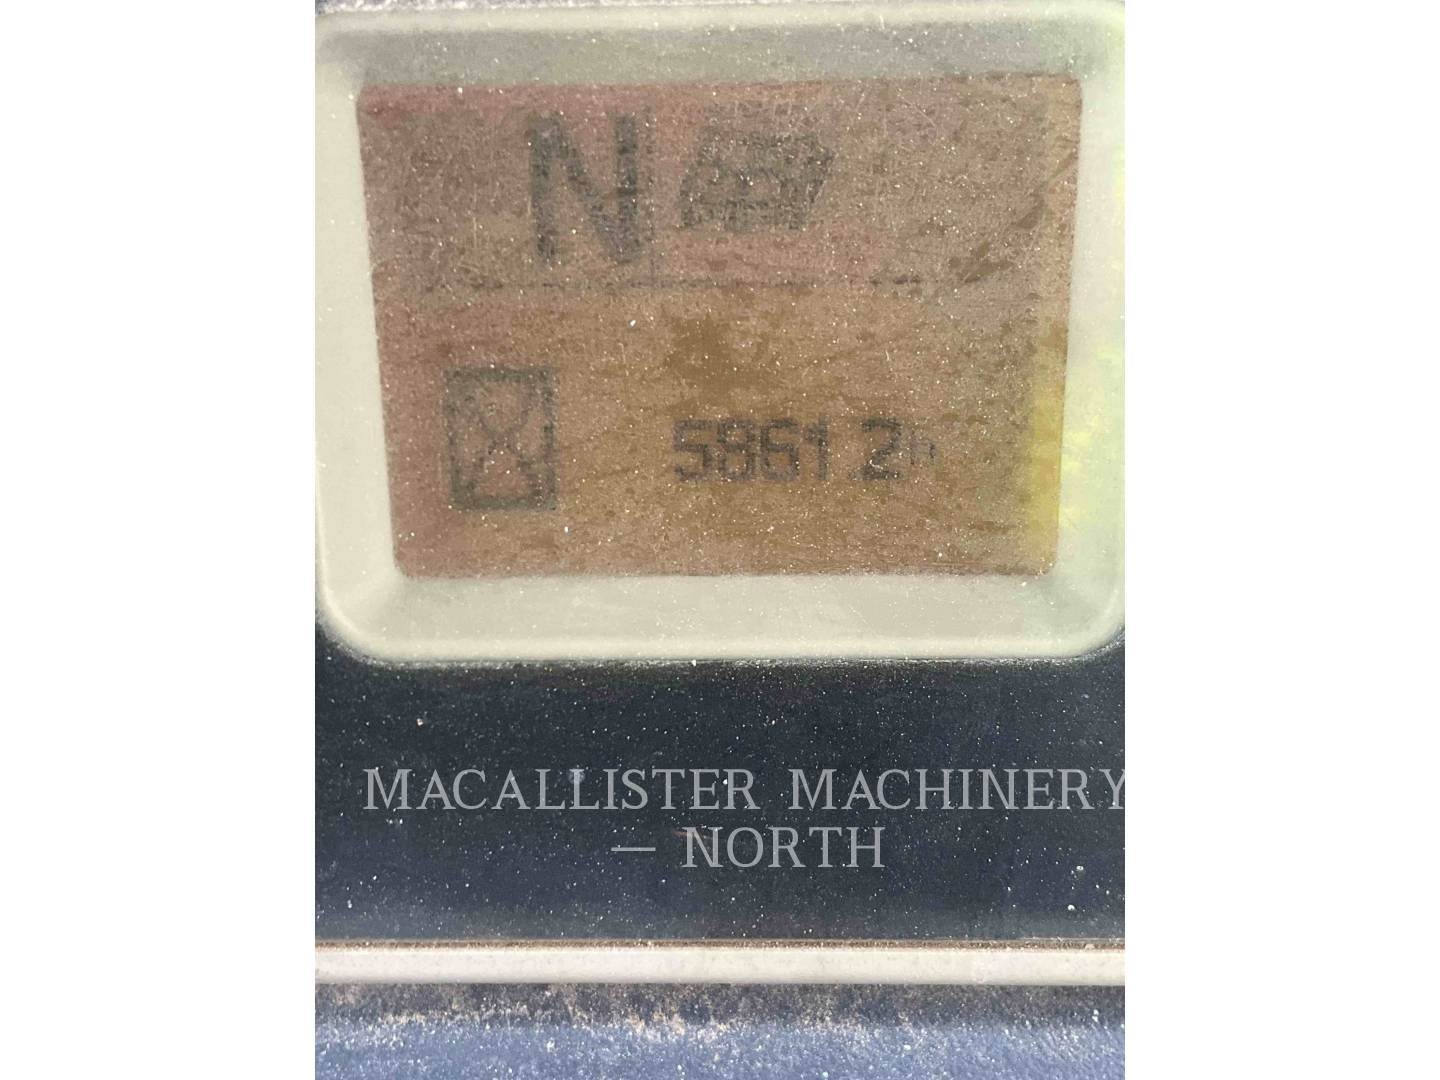 N
5861 2h
MACALLISTER MACHINERY
— NORTH